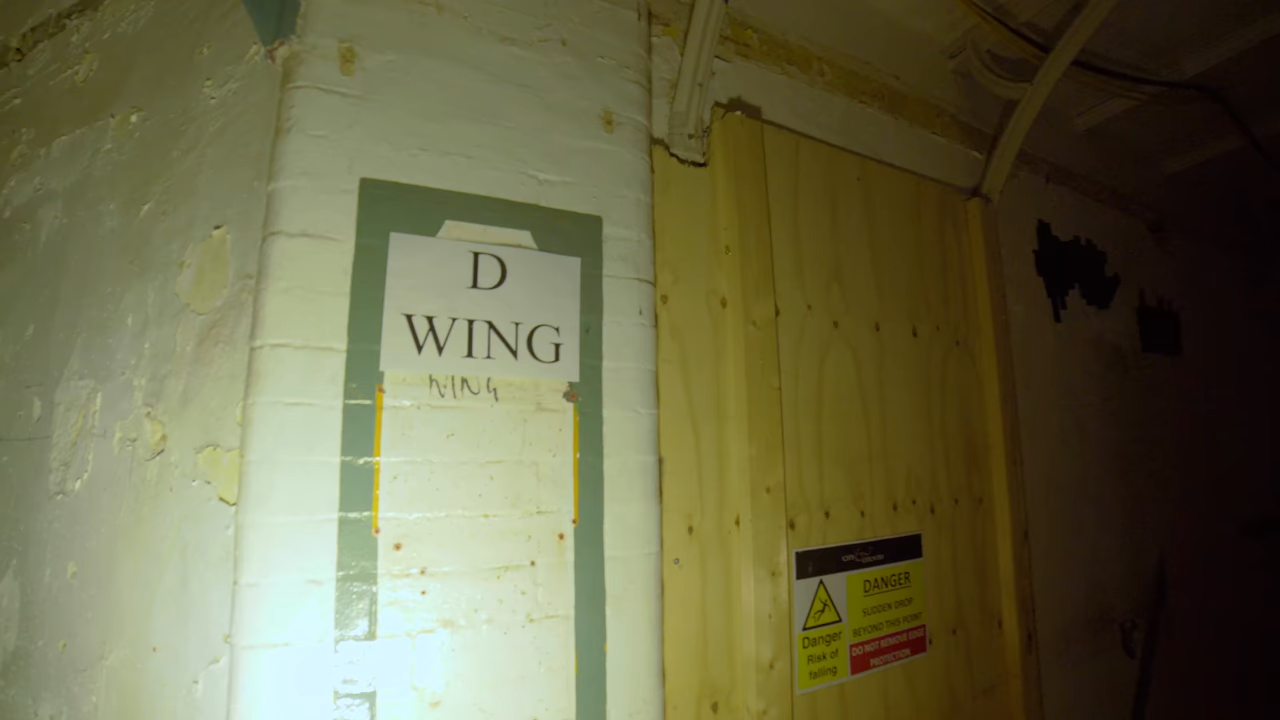 D
WING
WING
DANGER
SUDDEN DROP
BEYOND THIS POINT
DO NOT REMOVE EDGE
PROTECTION
Danger
Risk of
falling